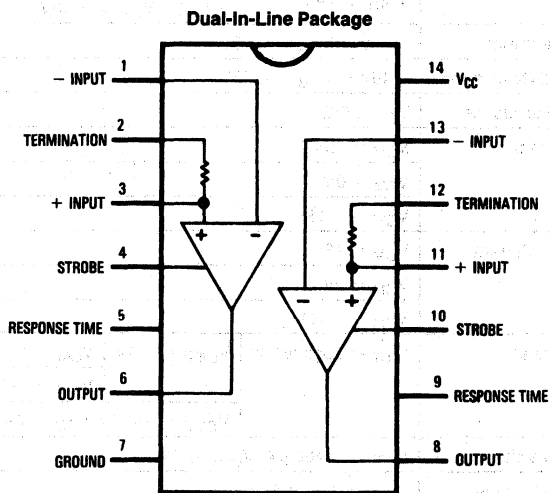 Dual-In-Line Package
1
− INPUT
2
TERMINATION
3
+ INPUT
4
STROBE
5
RESPONSE TIME
6
OUTPUT
7
GROUND
14
VCC
13
− INPUT
12
TERMINATION
11
+ INPUT
10
STROBE
9
RESPONSE TIME
8
OUTPUT
+ −
− +